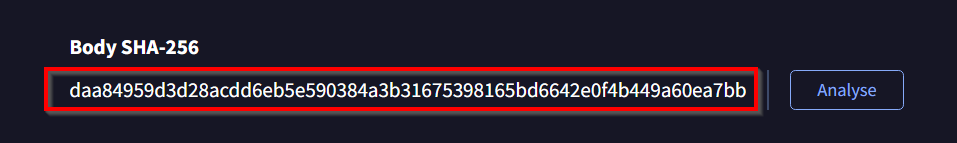 Body SHA-256
daa84959d3d28acdd6eb5e590384a3b31675398165bd6642e0f4b449a60ea7bb
Analyse